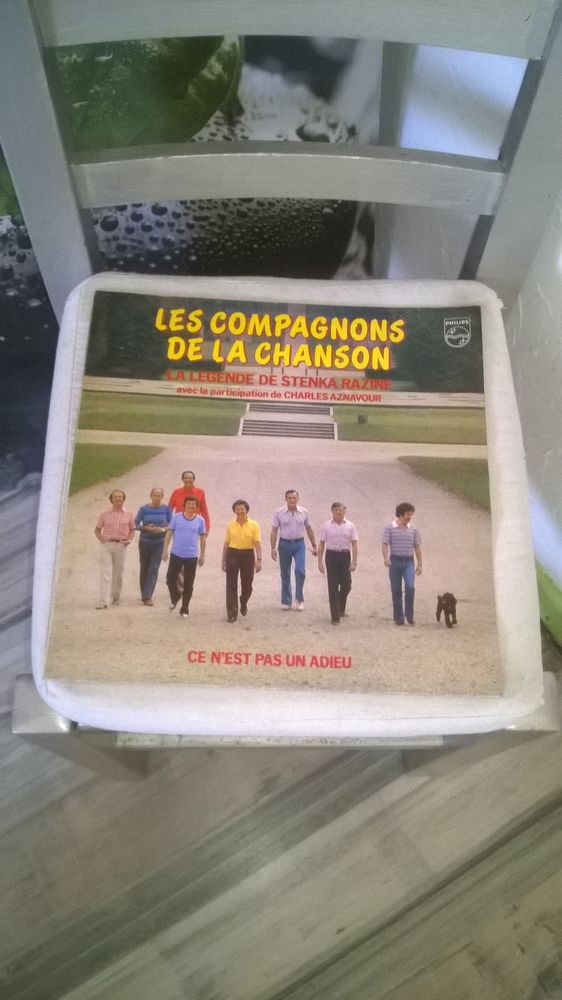 LES COMPAGNONS
DE LA CHANSON
PHILIPS
LA LEGENDE DE STENKA RAZINE
avec la participation de CHARLES AZNAVOUR
CE N'EST PAS UN ADIEU